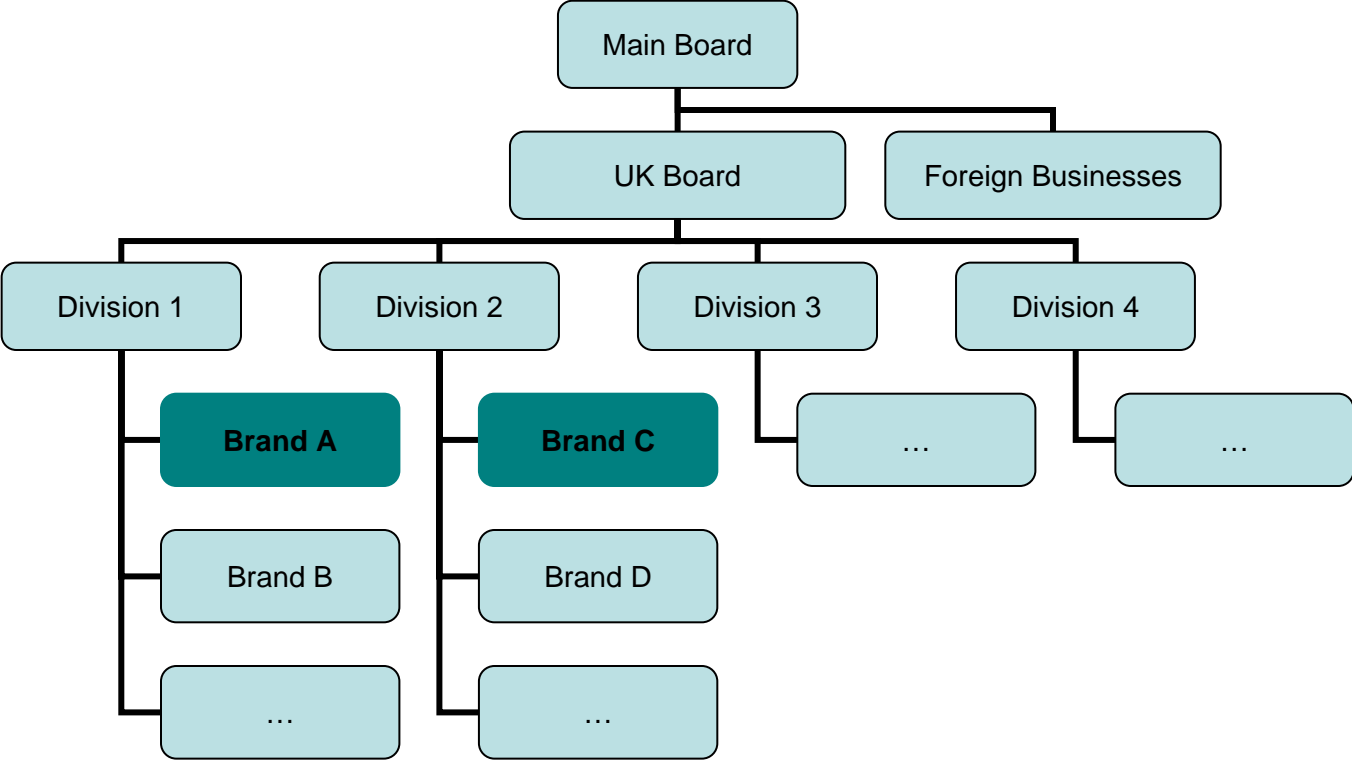 Main Board
UK Board
Foreign Businesses
Division 1
Division 2
Division 3
Division 4
Brand A
Brand C
…
…
Brand B
Brand D
…
…